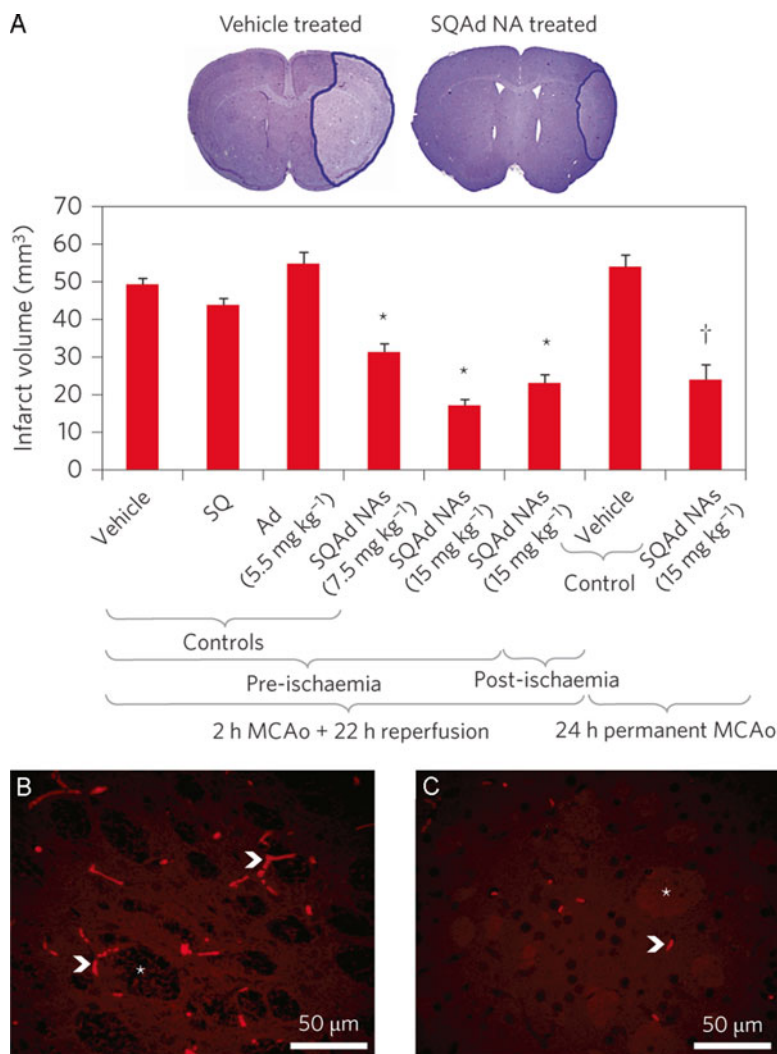 A
Vehicle treated
SQAd NA treated
Infarct volume (mm³)
70
60
50
40
30
20
10
0
*
*
*
†
Vehicle
SQ
Ad
(5.5 mg kg⁻¹)
SQAd NAs
(7.5 mg kg⁻¹)
SQAd NAs
(15 mg kg⁻¹)
SQAd NAs
(15 mg kg⁻¹)
Vehicle
SQAd NAs
(15 mg kg⁻¹)
Control
Controls
Pre-ischaemia
Post-ischaemia
2 h MCAo + 22 h reperfusion
24 h permanent MCAo
B
*
50 µm
C
*
50 µm